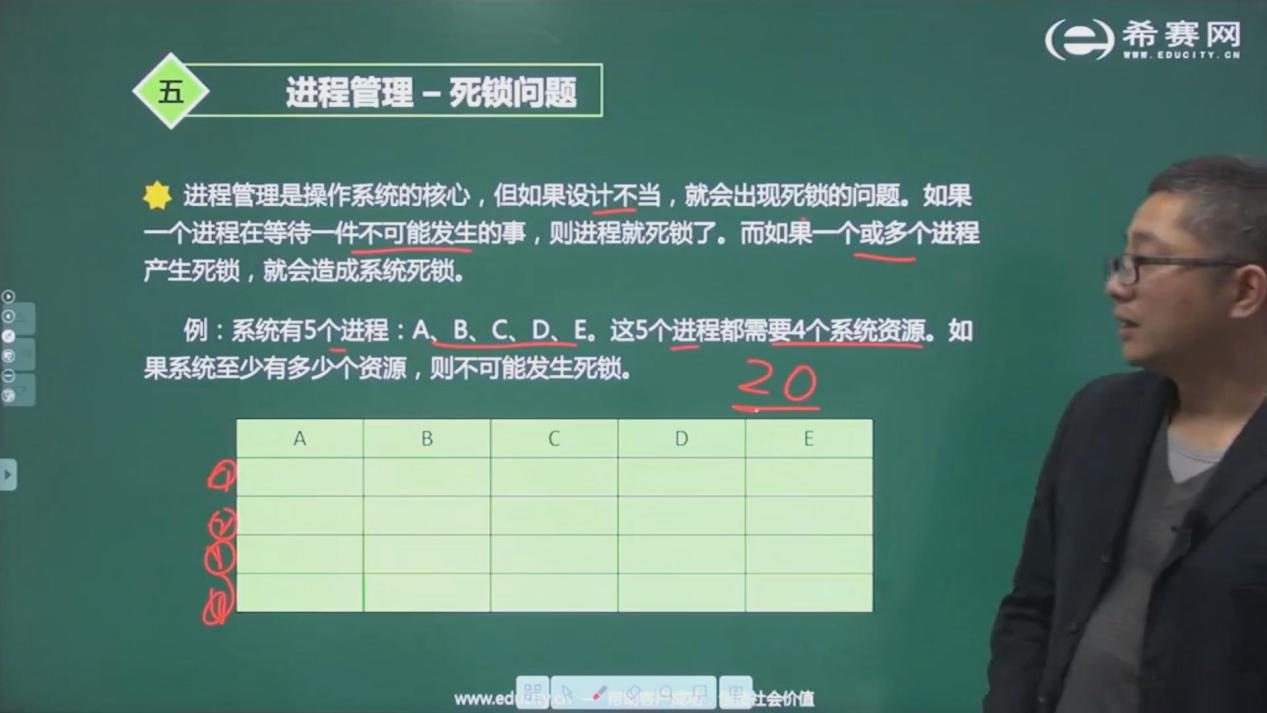 希赛网
WWW.EDUCITY.CN
五
进程管理 – 死锁问题
进程管理是操作系统的核心，但如果设计不当，就会出现死锁的问题。如果
一个进程在等待一件不可能发生的事，则进程就死锁了。而如果一个或多个进程
产生死锁，就会造成系统死锁。
例：系统有5个进程：A、B、C、D、E。这5个进程都需要4个系统资源。如
果系统至少有多少个资源，则不可能发生死锁。
20
A B C D E
①
②
www.educity.cn
社会价值